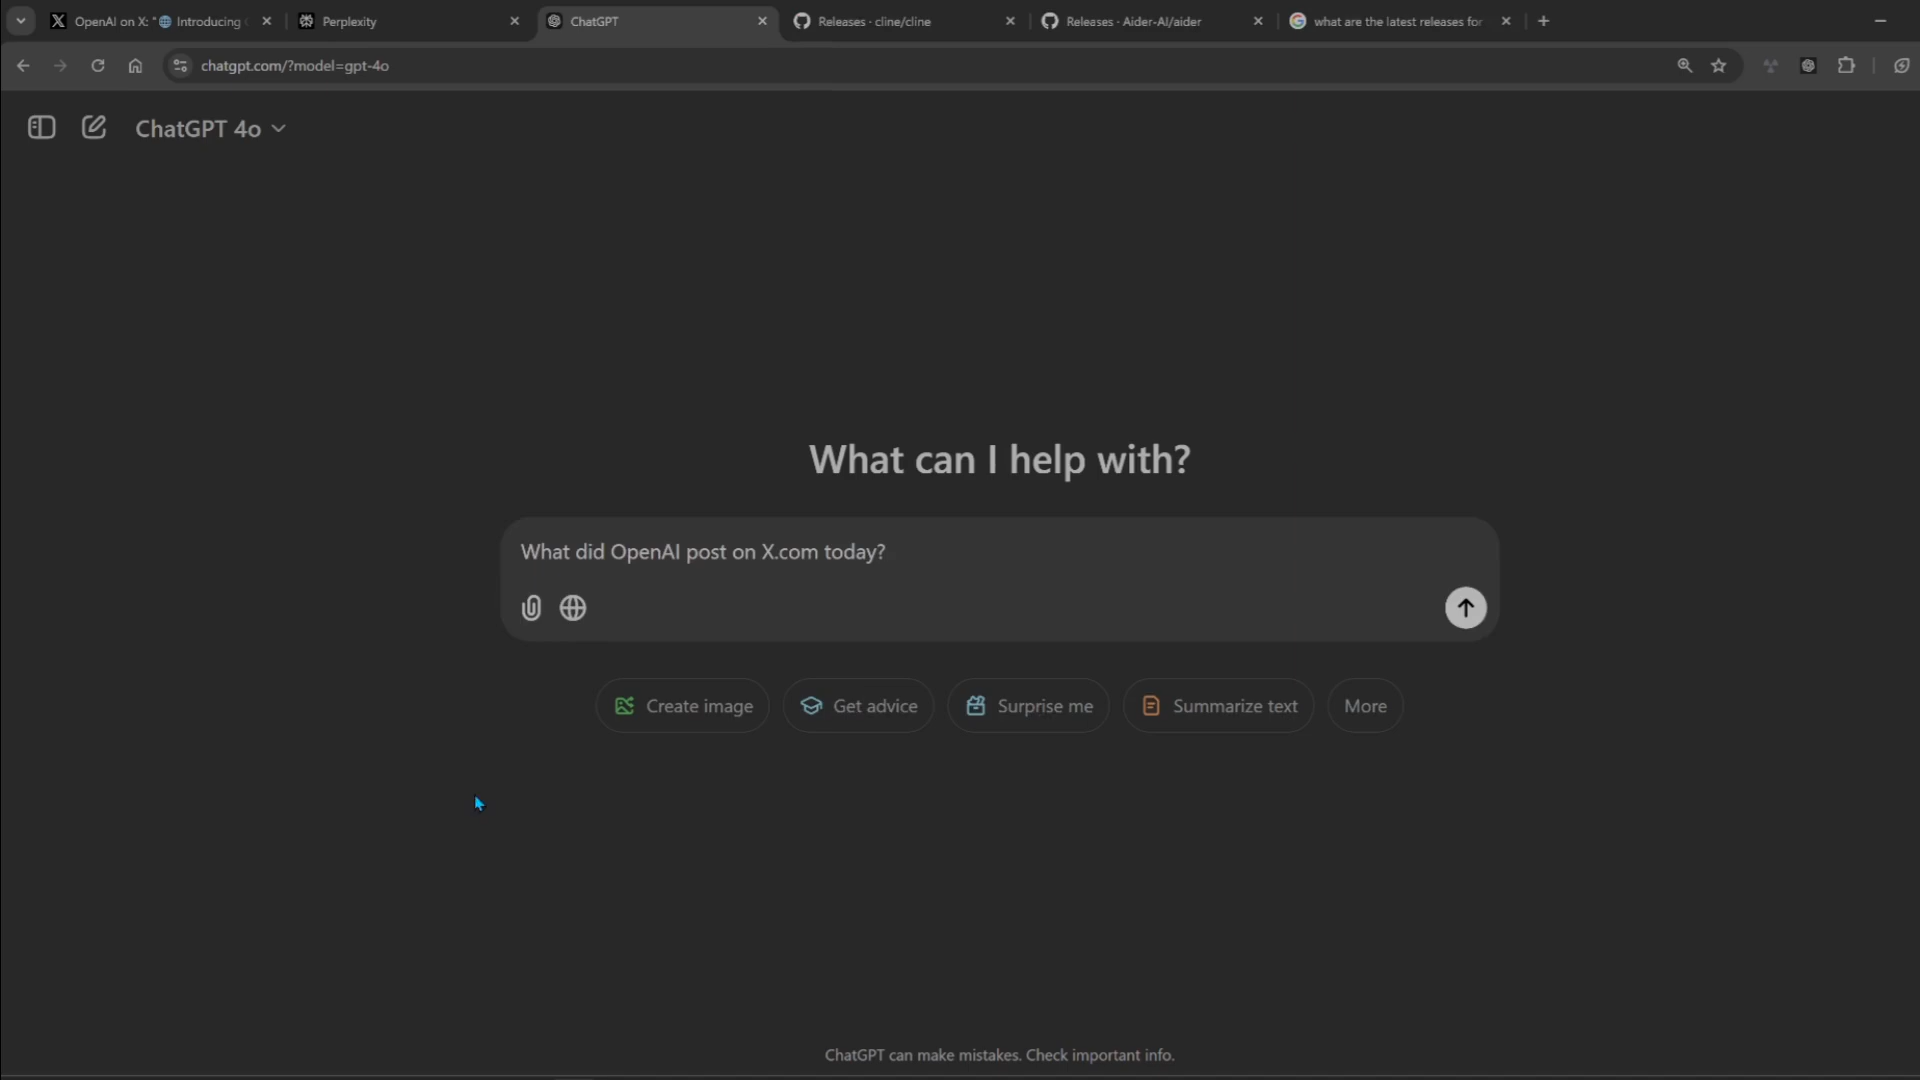 OpenAI on X: "🌐 Introducing
Perplexity
ChatGPT
Releases · cline/cline
Releases · Aider-AI/aider
what are the latest releases for
chatgpt.com/?model=gpt-4o
ChatGPT 4o
What can I help with?
What did OpenAI post on X.com today?
Create image
Get advice
Surprise me
Summarize text
More
ChatGPT can make mistakes. Check important info.